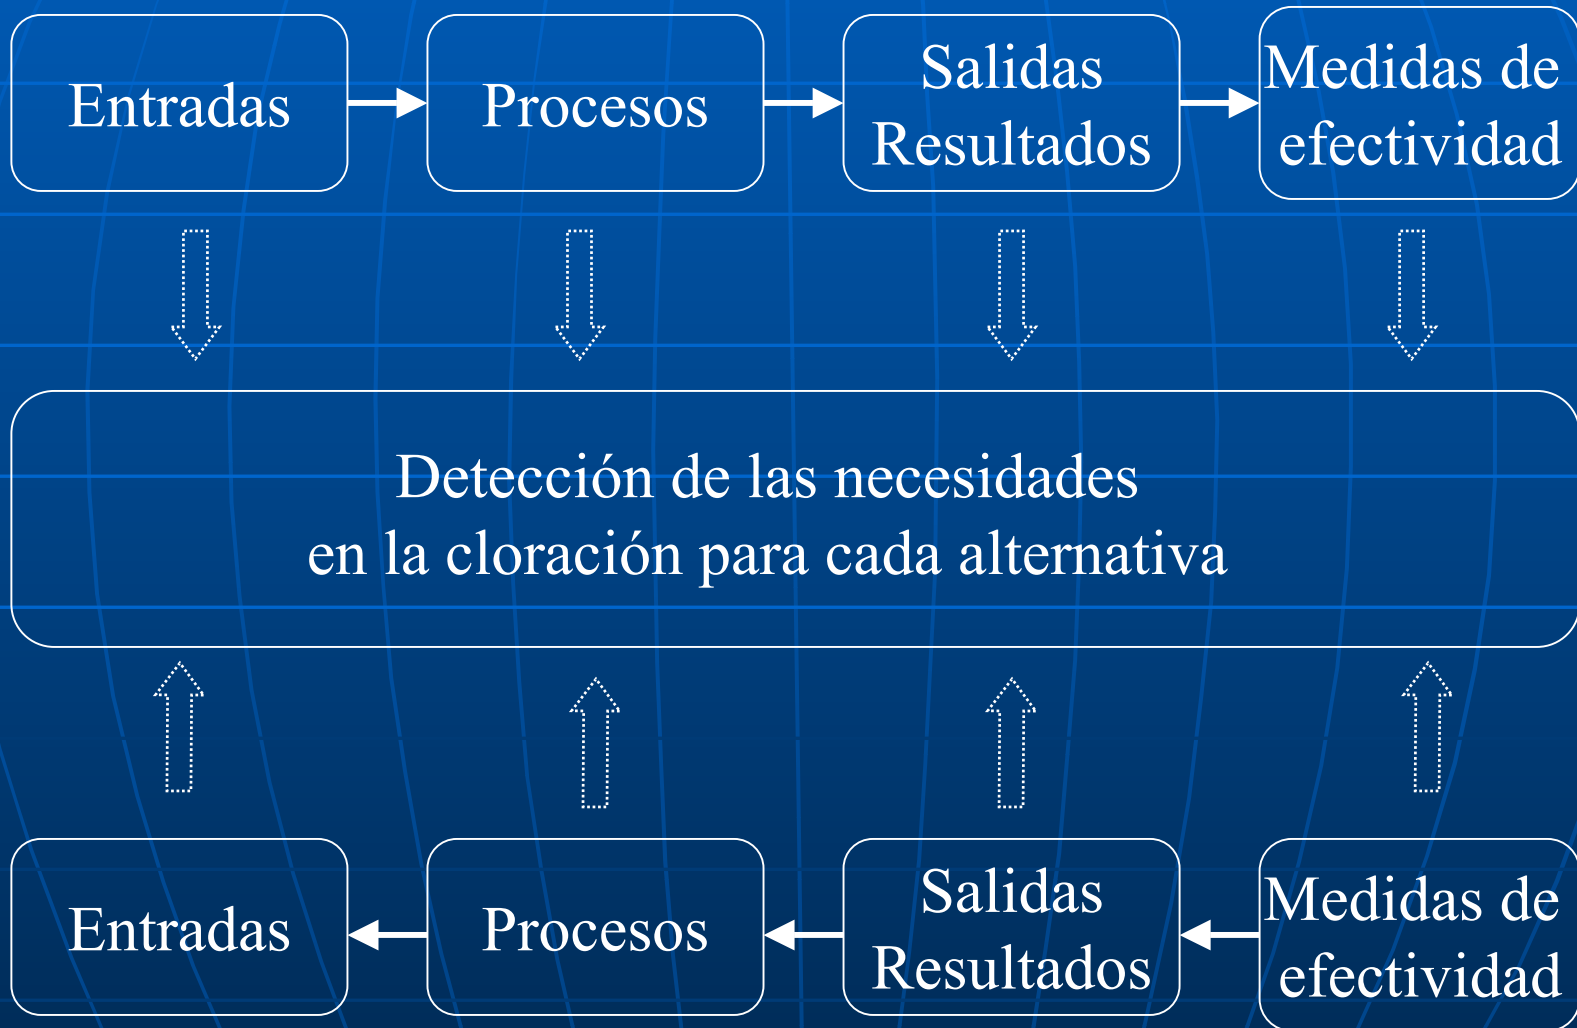 Entradas
Procesos
Salidas
Resultados
Medidas de
efectividad
Detección de las necesidades
en la cloración para cada alternativa
Entradas
Procesos
Salidas
Resultados
Medidas de
efectividad